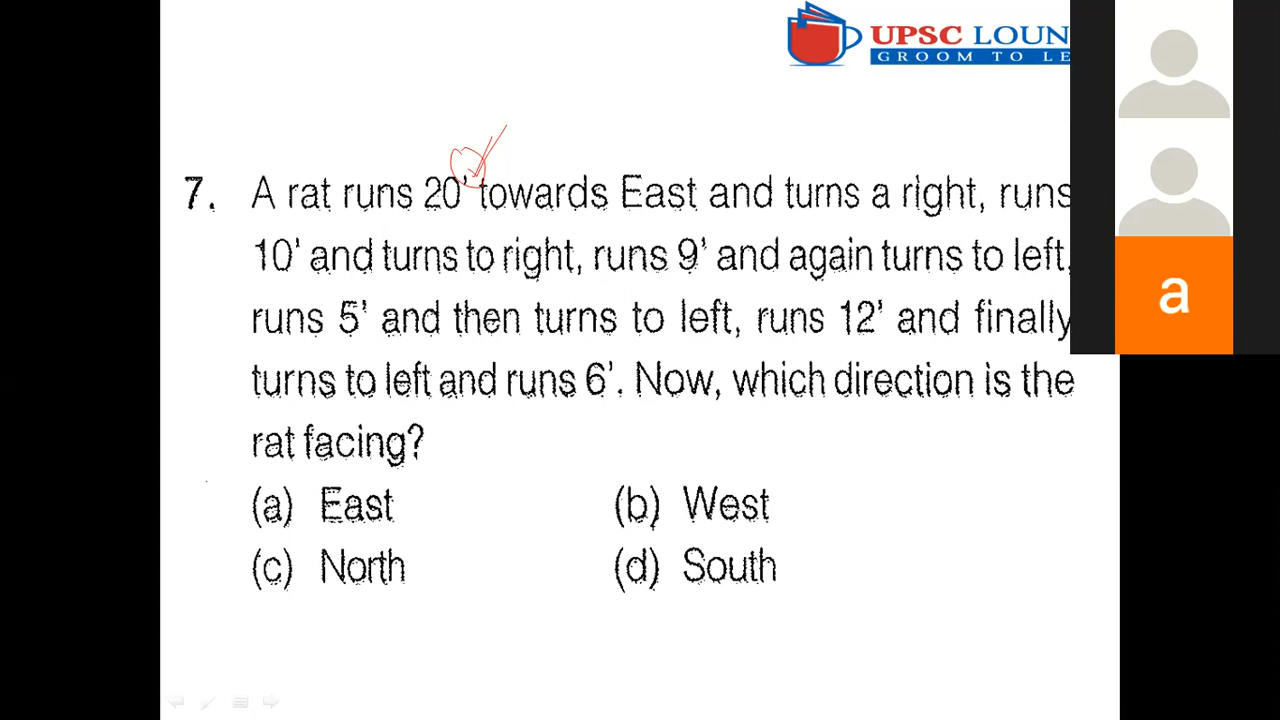 UPSC LOUN
GROOM TO LE
7. A rat runs 20' towards East and turns a right, runs
10' and turns to right, runs 9' and again turns to left,
runs 5' and then turns to left, runs 12' and finally
turns to left and runs 6'. Now, which direction is the
rat facing?
(a) East (b) West
(c) North (d) South
a